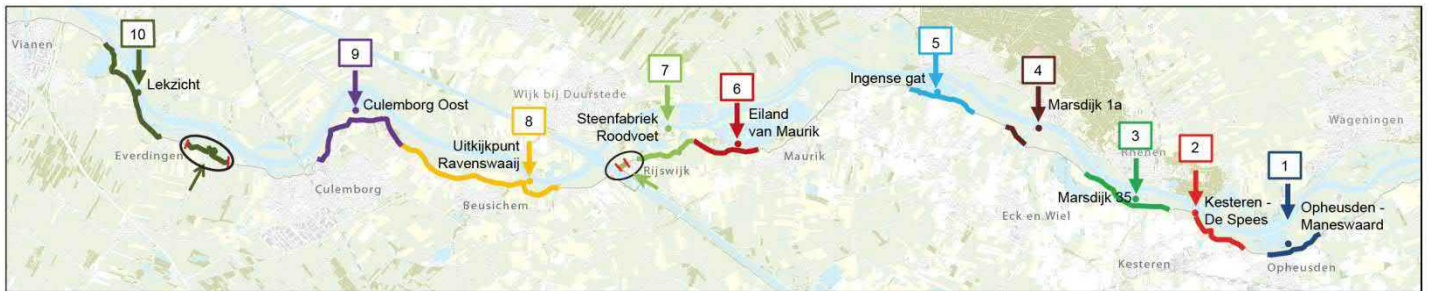 Vianen
10
Lekzicht
Everdingen
9
Culemborg Oost
Culemborg
Wijk bij Duurstede
8
Uitkijkpunt
Ravenswaaij
Beusichem
7
Steenfabriek
Roodvoet
Rijswijk
6
Eiland
van Maurik
Maurik
5
Ingense gat
4
Marsdijk 1a
Rhenen
3
Marsdijk 35
Eck en Wiel
2
Kesteren -
De Spees
Kesteren
Wageningen
1
Opheusden -
Maneswaard
Opheusden